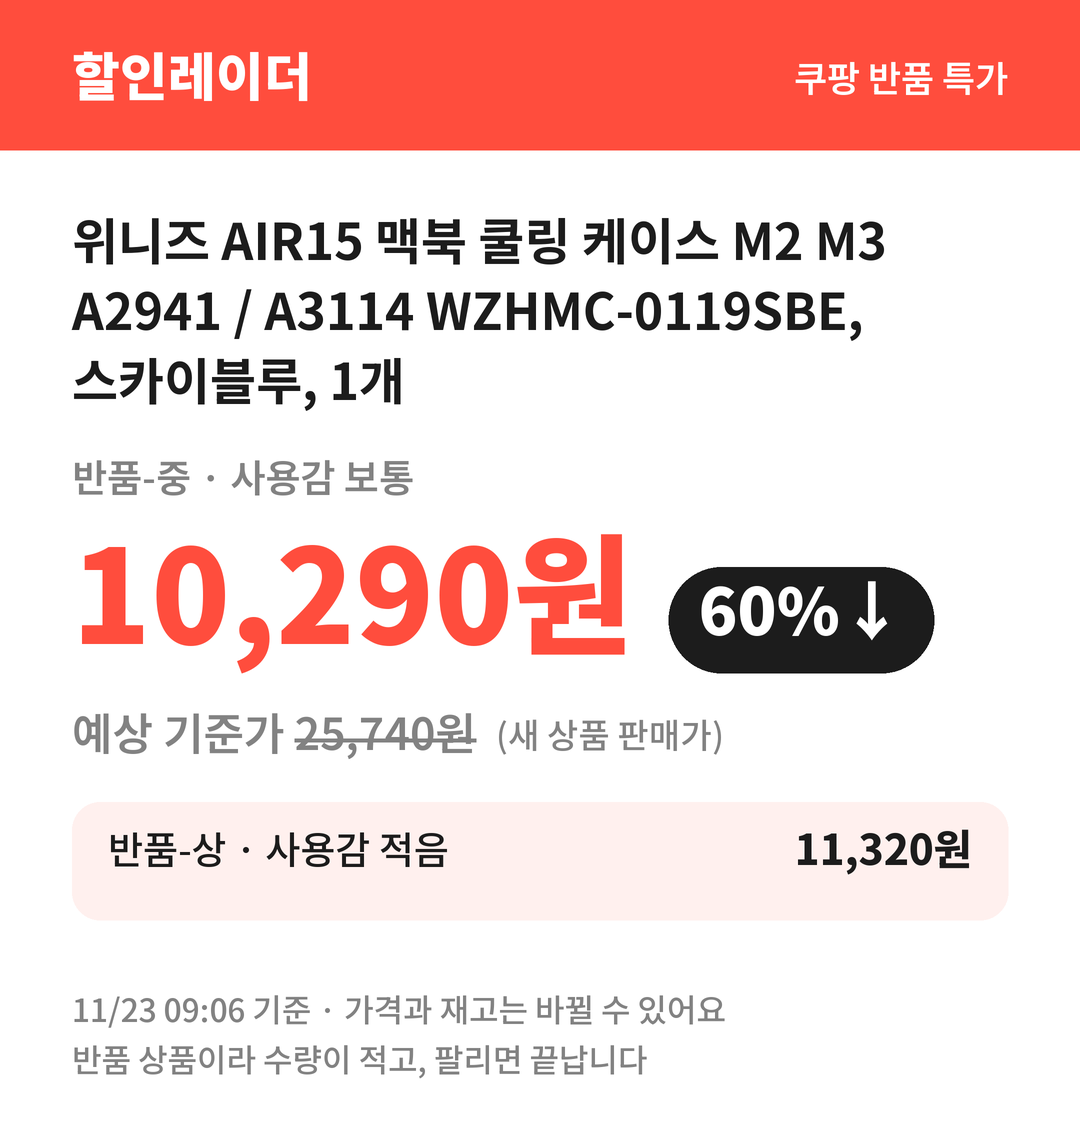 할인레이더
쿠팡 반품 특가
위니즈 AIR15 맥북 쿨링 케이스 M2 M3
A2941 / A3114 WZHMC-0119SBE,
스카이블루, 1개
반품-중 · 사용감 보통
10,290원 60%↓
예상 기준가 25,740원 (새 상품 판매가)
반품-상 · 사용감 적음 11,320원
11/23 09:06 기준 · 가격과 재고는 바뀔 수 있어요
반품 상품이라 수량이 적고, 팔리면 끝납니다